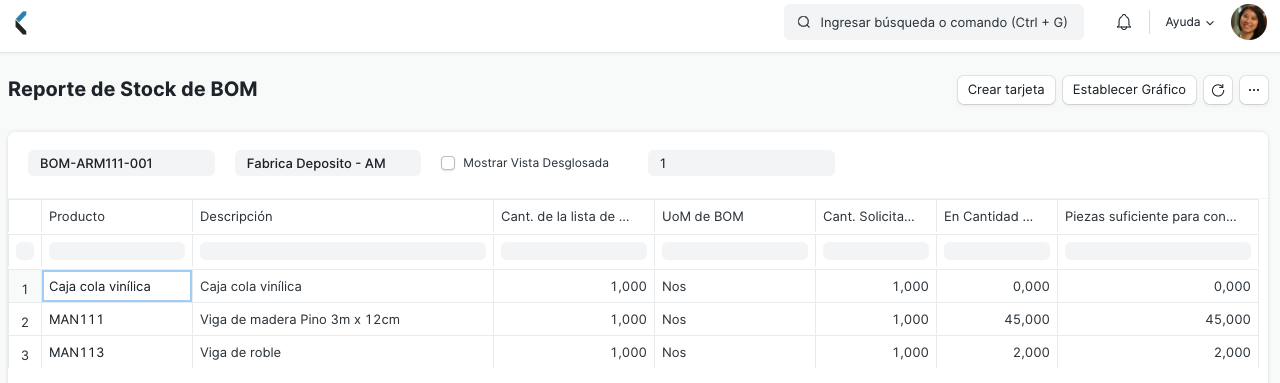 Ingresar búsqueda o comando (Ctrl + G) Ayuda
Reporte de Stock de BOM Crear tarjeta Establecer Gráfico ...
BOM-ARM111-001 Fabrica Deposito - AM Mostrar Vista Desglosada 1
Producto Descripción Cant. de la lista de ... UoM de BOM Cant. Solicita... En Cantidad ... Piezas suficiente para con...
1 Caja cola vinílica Caja cola vinílica 1,000 Nos 1,000 0,000 0,000
2 MAN111 Viga de madera Pino 3m x 12cm 1,000 Nos 1,000 45,000 45,000
3 MAN113 Viga de roble 1,000 Nos 1,000 2,000 2,000